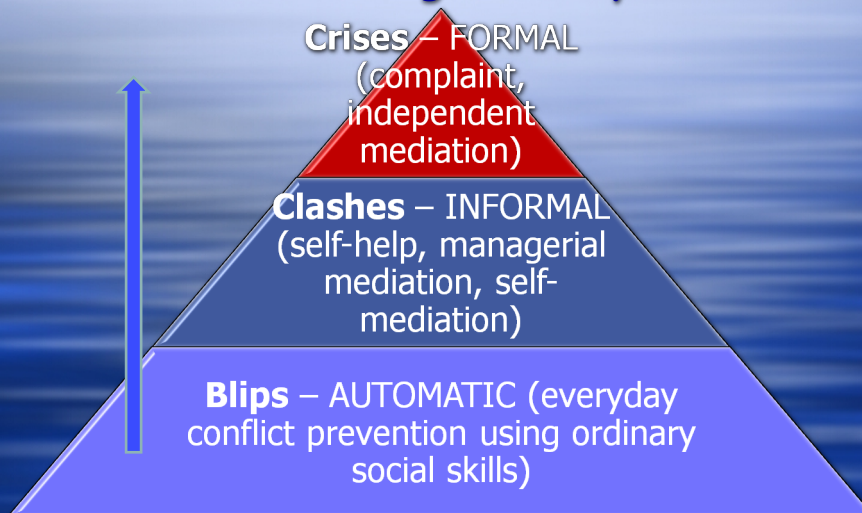 Crises – FORMAL
(complaint,
independent
mediation)
Clashes – INFORMAL
(self-help, managerial
mediation, self-
mediation)
Blips – AUTOMATIC (everyday
conflict prevention using ordinary
social skills)